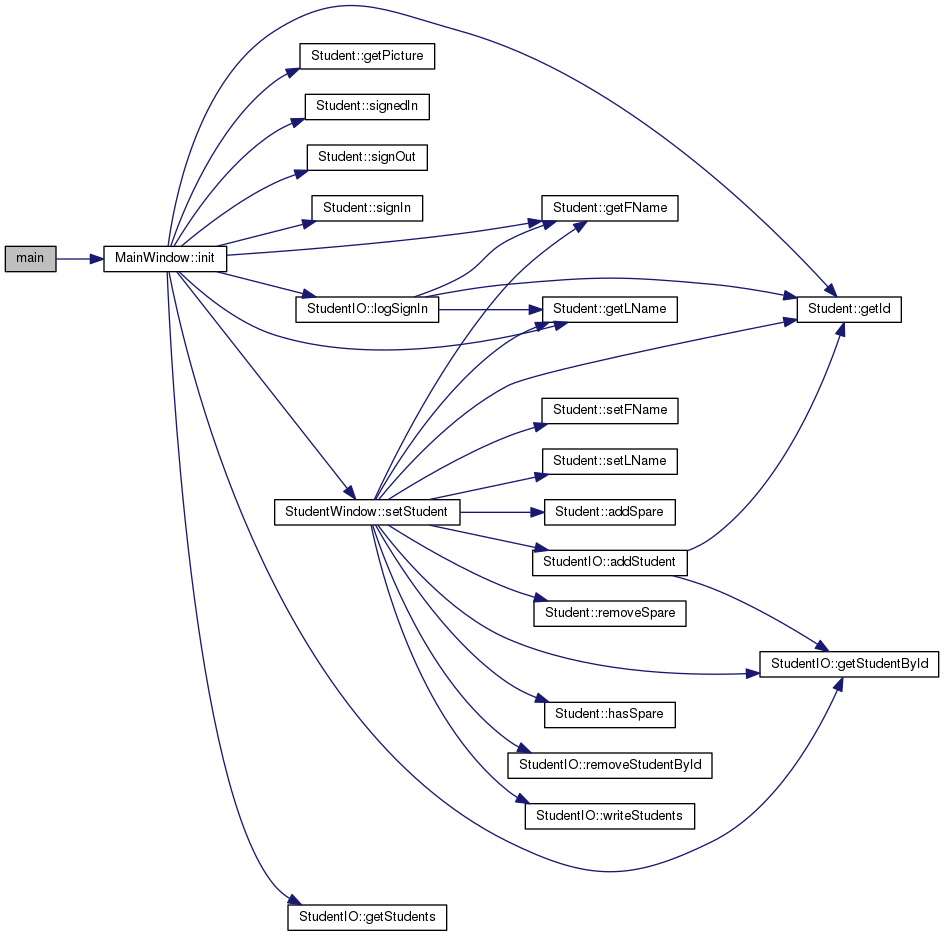 Student::getPicture
Student::signedIn
Student::signOut
Student::signIn
Student::getFName
main
MainWindow::init
StudentIO::logSignIn
Student::getLName
Student::getId
Student::setFName
Student::setLName
StudentWindow::setStudent
Student::addSpare
StudentIO::addStudent
Student::removeSpare
StudentIO::getStudentById
Student::hasSpare
StudentIO::removeStudentById
StudentIO::writeStudents
StudentIO::getStudents